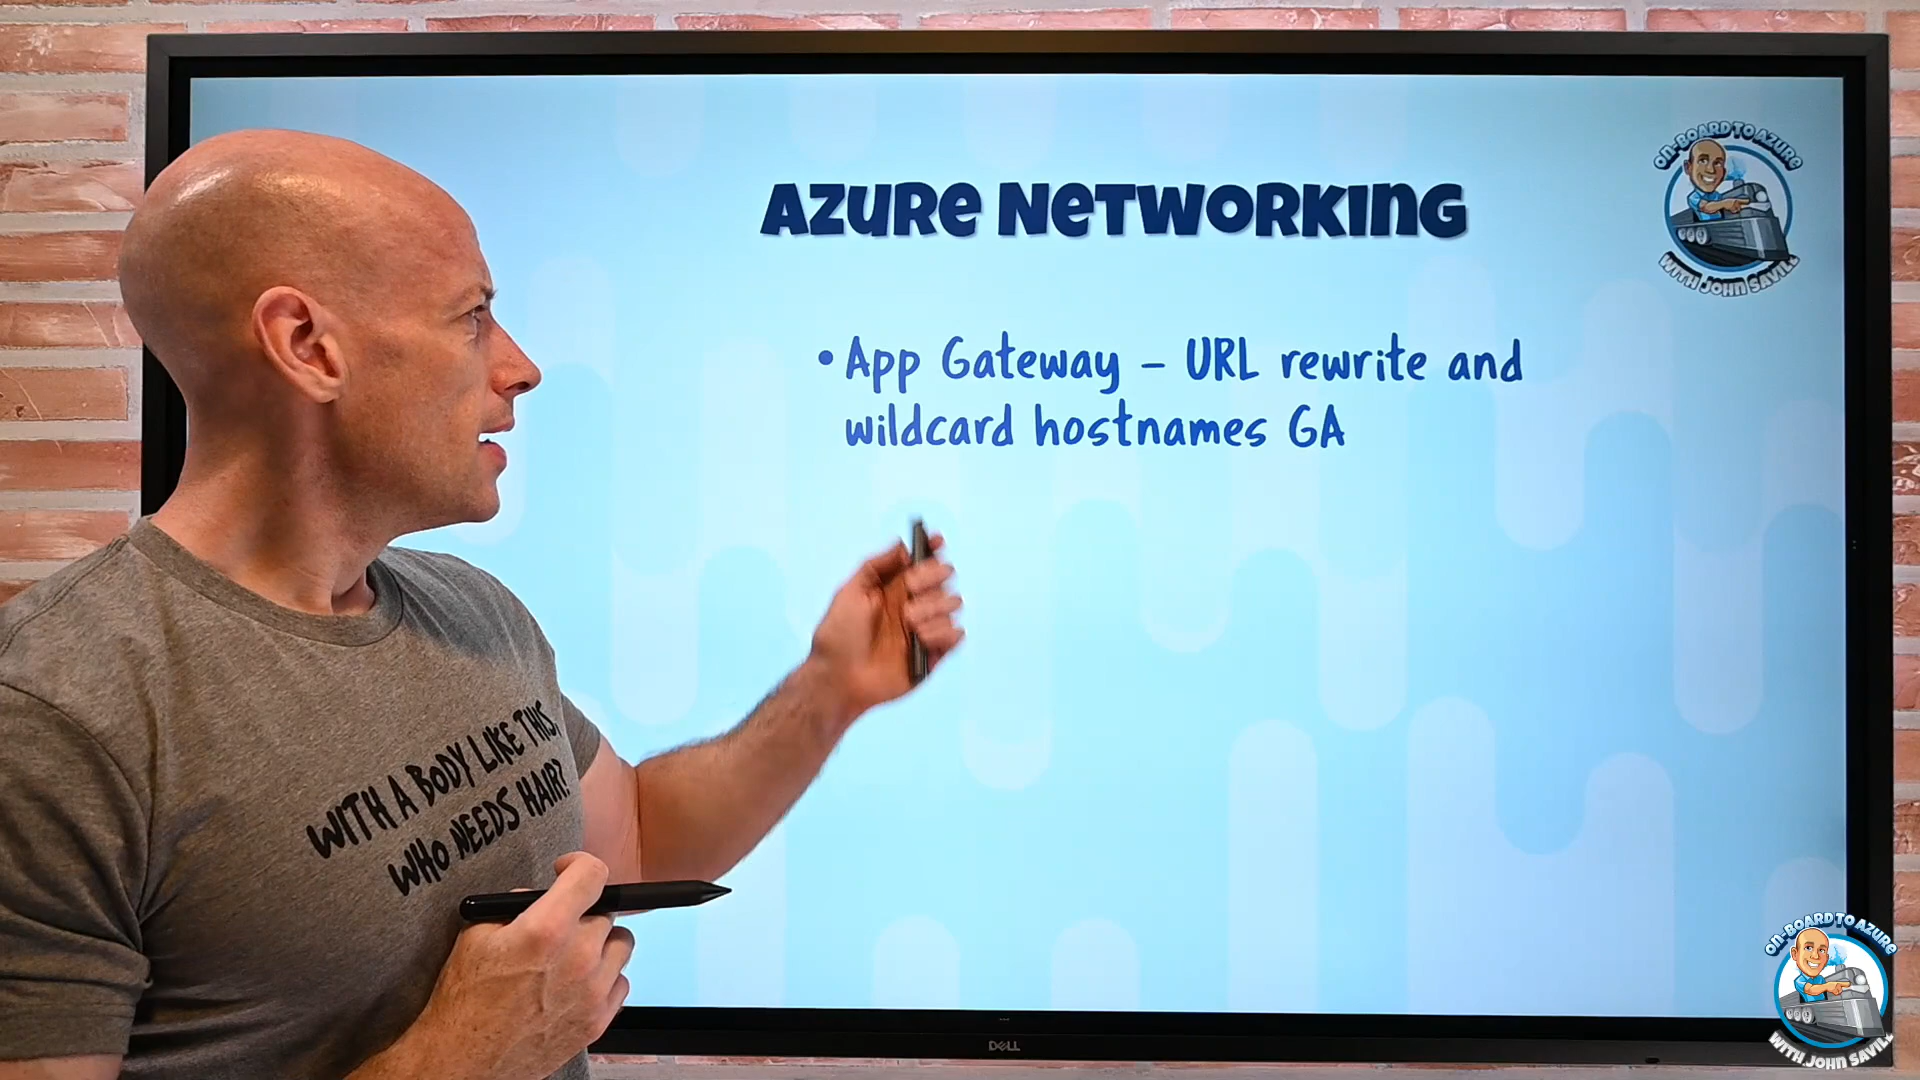 AZURE NETWORKING
ON-BOARD TO AZURE
WITH JOHN SAVILL
• App Gateway – URL rewrite and
wildcard hostnames GA
WITH A BODY LIKE THIS,
WHO NEEDS HAIR?
DELL
ON-BOARD TO AZURE
WITH JOHN SAVILL